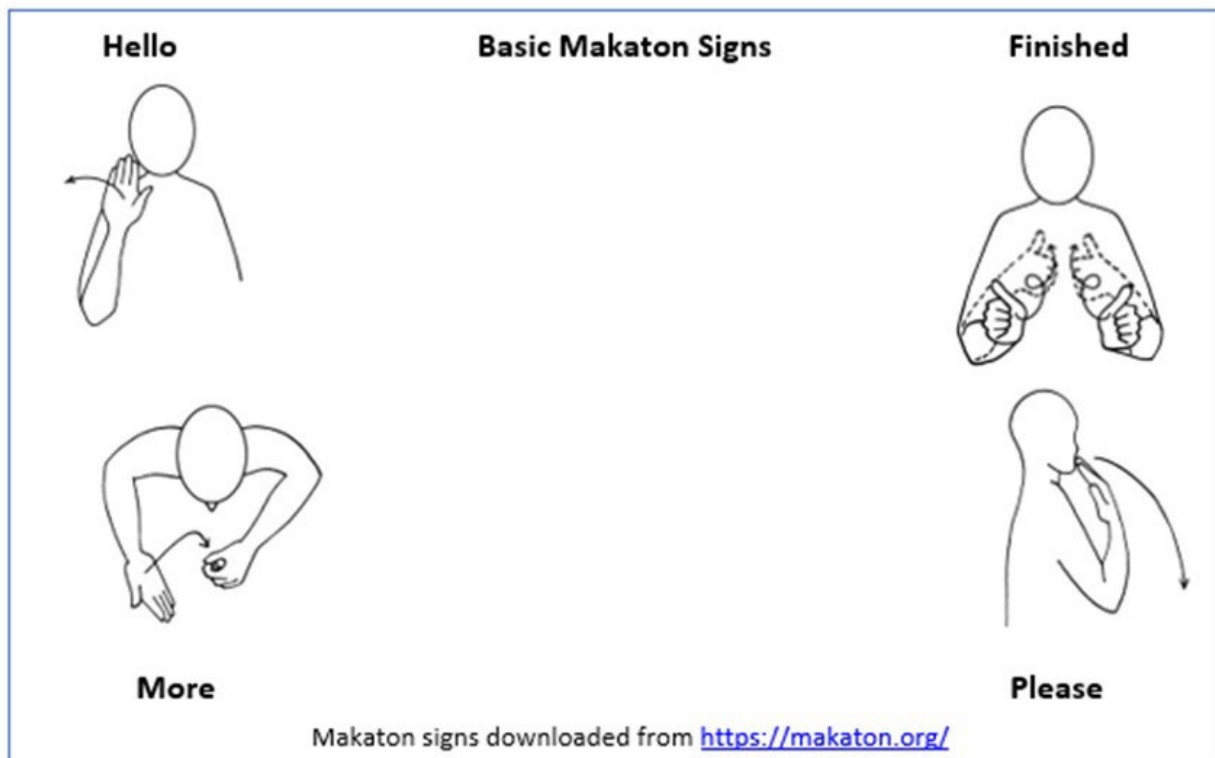 Hello
Basic Makaton Signs
Finished
More
Please
Makaton signs downloaded from https://makaton.org/